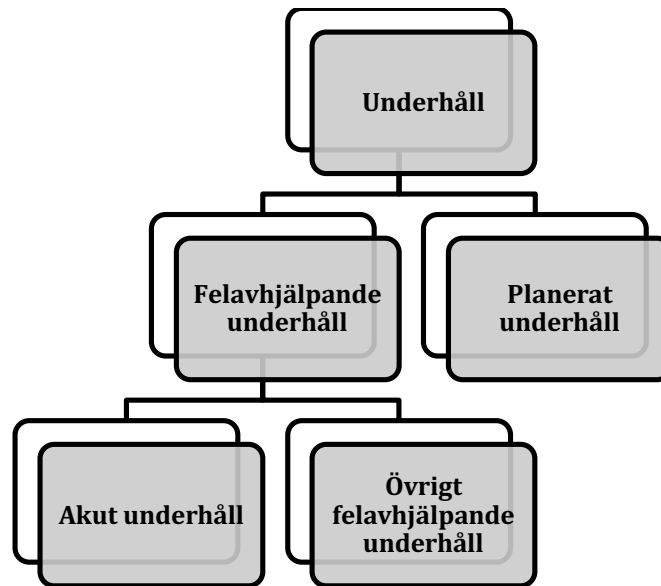 Underhåll
Felavhjälpande
underhåll
Planerat
underhåll
Akut underhåll
Övrigt
felavhjälpande
underhåll